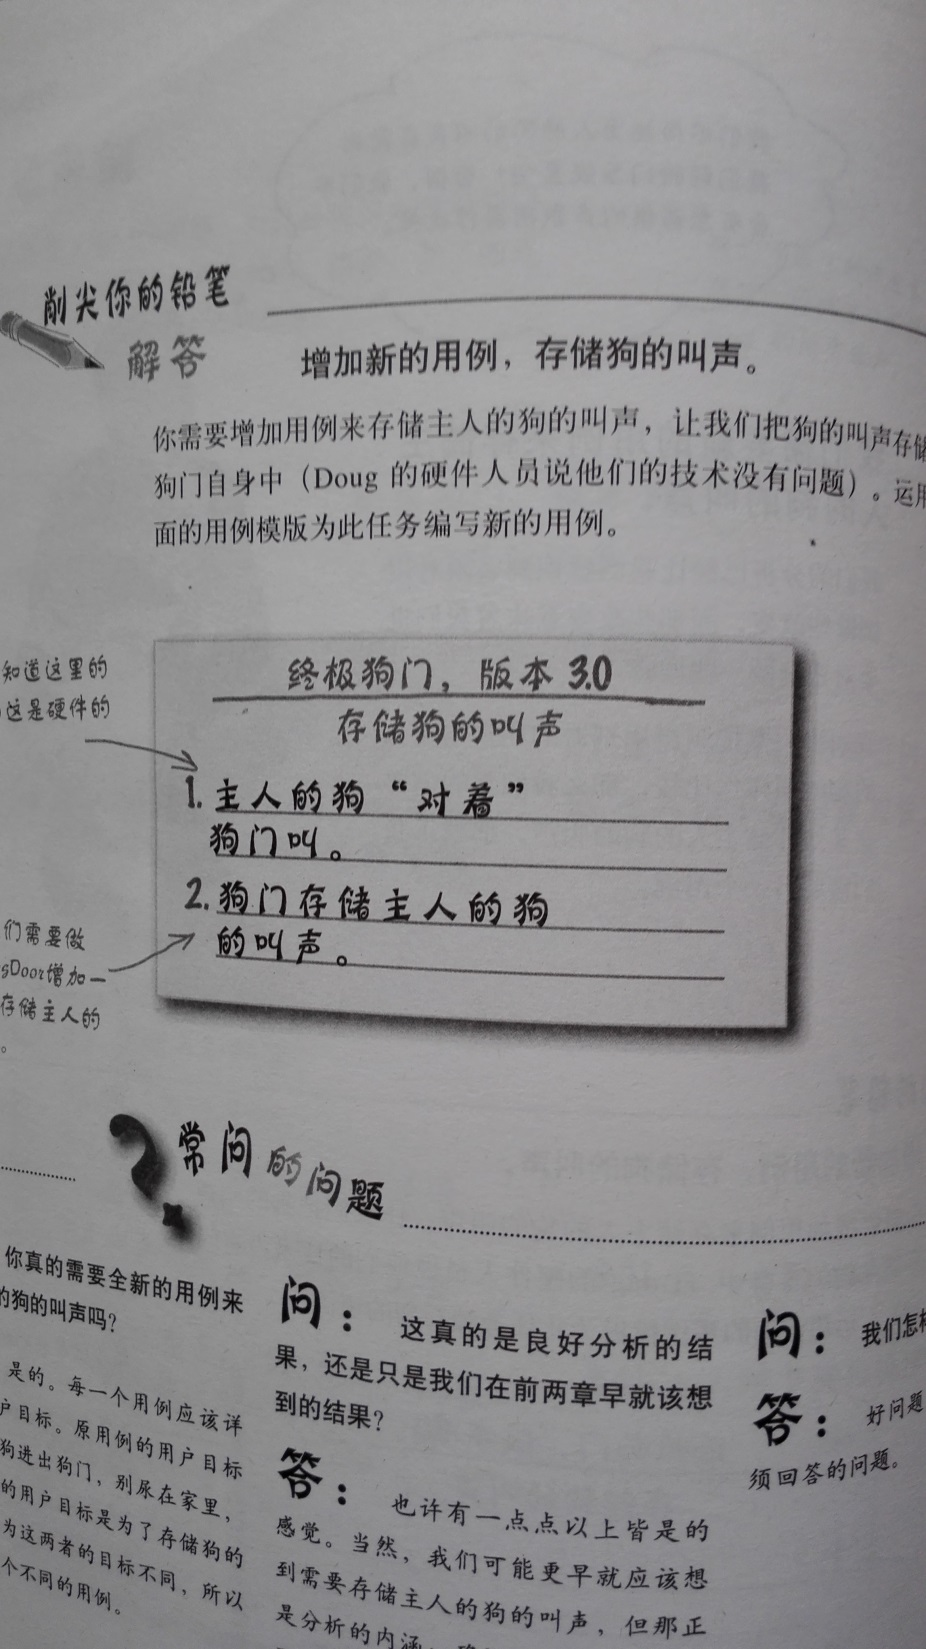 削尖你的铅笔
解答
增加新的用例，存储狗的叫声。
你需要增加用例来存储主人的狗的叫声，让我们把狗的叫声存储
狗门自身中（Doug 的硬件人员说他们的技术没有问题）。运用
面的用例模版为此任务编写新的用例。
知道这里的
这是硬件的
终极狗门，版本 3.0
存储狗的叫声
1. 主人的狗“对着”
狗门叫。
2. 狗门存储主人的狗
的叫声。
们需要做
gDoor增加一
存储主人的
。
常问的问题
你真的需要全新的用例来
的狗的叫声吗？
是的。每一个用例应该详
户目标。原用例的用户目标
狗进出狗门，别尿在家里，
的用户目标是为了存储狗的
为这两者的目标不同，所以
个不同的用例。
问： 这真的是良好分析的结
果，还是只是我们在前两章早就该想
到的结果？
答： 也许有一点点以上皆是的
感觉。当然，我们可能更早就应该想
到需要存储主人的狗的叫声，但那正
是分析的内涵
问： 我们怎样
答： 好问题
须回答的问题。